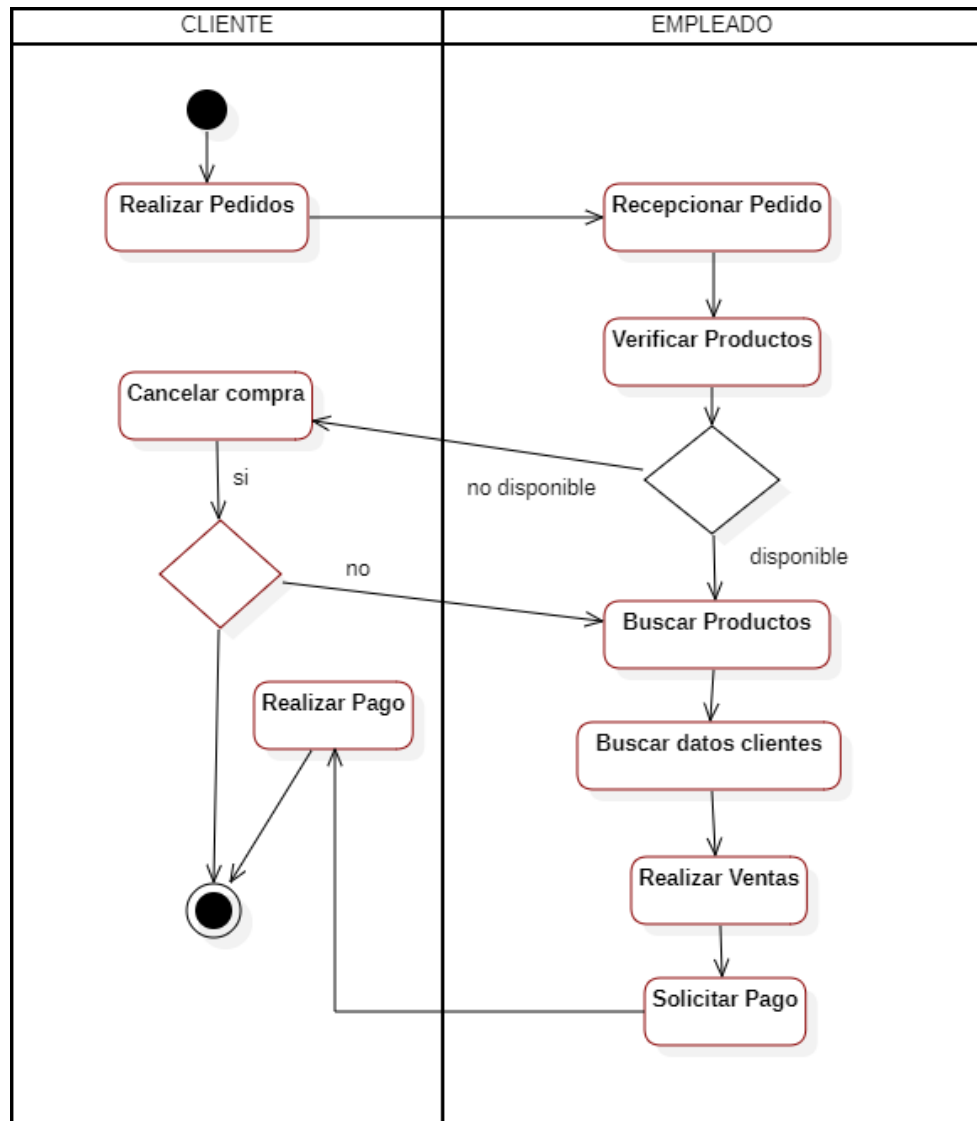 CLIENTE
EMPLEADO
Realizar Pedidos
Recepcionar Pedido
Verificar Productos
Cancelar compra
no disponible
si
disponible
no
Buscar Productos
Realizar Pago
Buscar datos clientes
Realizar Ventas
Solicitar Pago